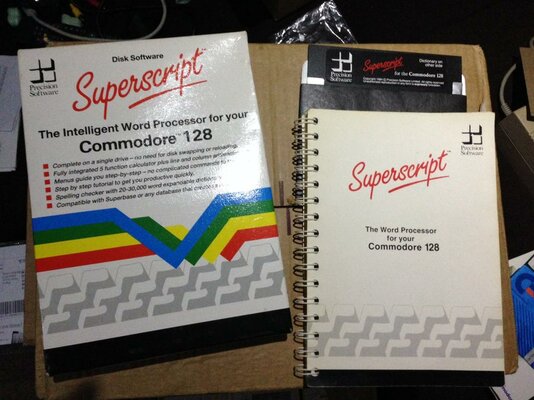 Disk Software
Precision
Software
Superscript™
The Intelligent Word Processor for your
Commodore™ 128
Complete on a single drive – no need for disk swapping or reloading.
Fully integrated 5 function calculator plus line and column arithmetic.
Menus guide you step-by-step – no complicated commands to
Step by step tutorial to get you productive quickly.
Spelling checker with 20-30,000 word expandable dictionary.
Compatible with Superbase or any database that
Precision
Software
Superscript
Dictionary on
other side
for the Commodore 128
Precision
Software
Superscript™
The Word Processor
for your
Commodore 128